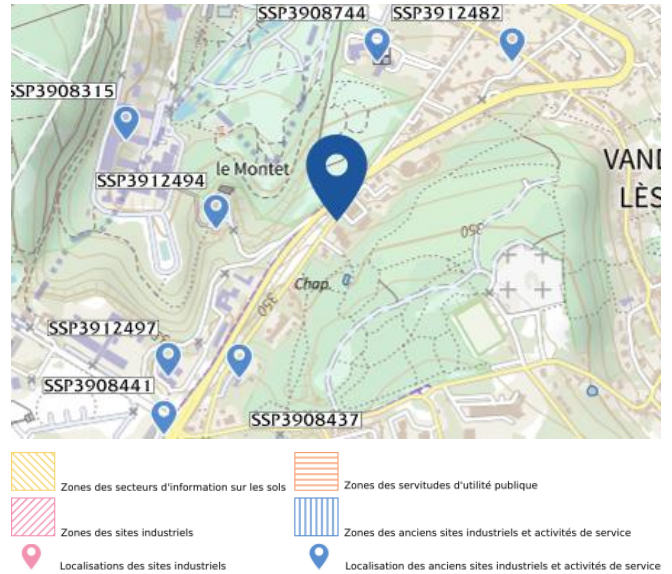 SSP3908744
SSP3912482
SSP3908315
le Montet
VAND
LÈS
SSP3912494
350
350
Chap.
SSP3912497
SSP3908441
SSP3908437
Zones des secteurs d'information sur les sols
Zones des servitudes d'utilité publique
Zones des sites industriels
Zones des anciens sites industriels et activités de service
Localisations des sites industriels
Localisation des anciens sites industriels et activités de service